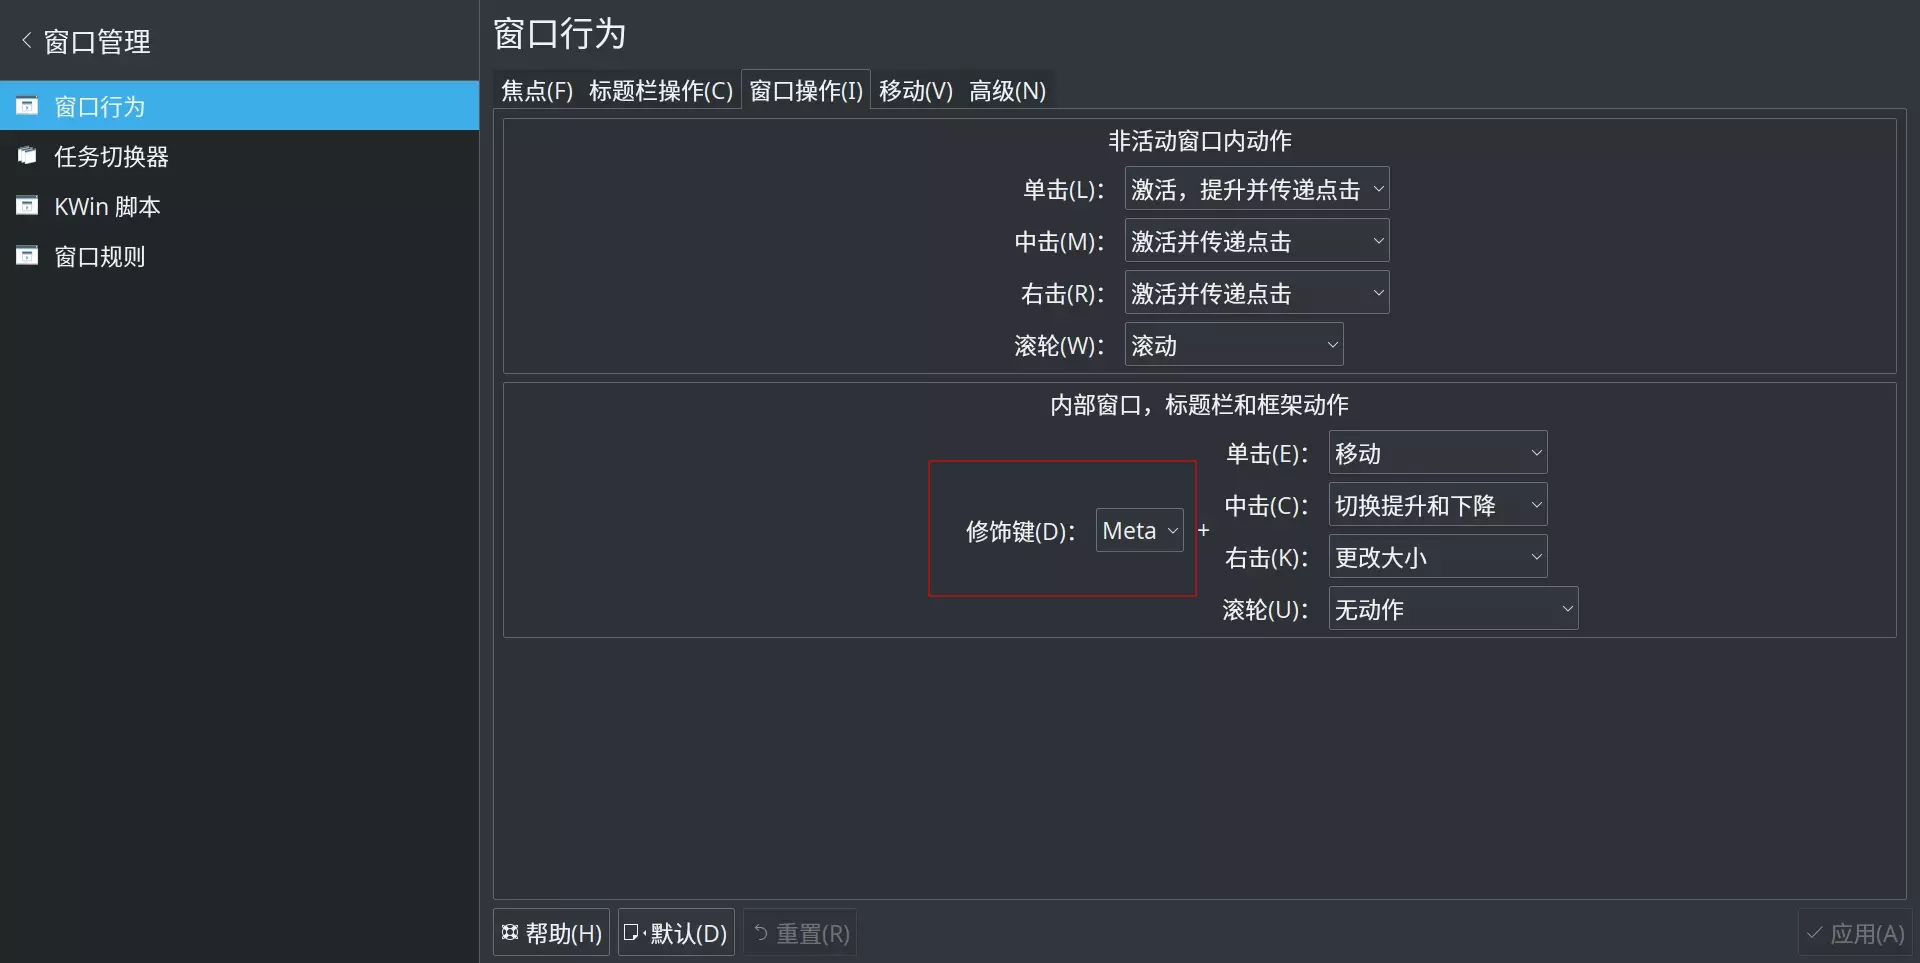 窗口管理
窗口行为
任务切换器
KWin 脚本
窗口规则
窗口行为
焦点(F) 标题栏操作(C) 窗口操作(I) 移动(V) 高级(N)
非活动窗口内动作
单击(L)： 激活，提升并传递点击
中击(M)： 激活并传递点击
右击(R)： 激活并传递点击
滚轮(W)： 滚动
内部窗口，标题栏和框架动作
修饰键(D)： Meta +
单击(E)： 移动
中击(C)： 切换提升和下降
右击(K)： 更改大小
滚轮(U)： 无动作
帮助(H) 默认(D) 重置(R) 应用(A)